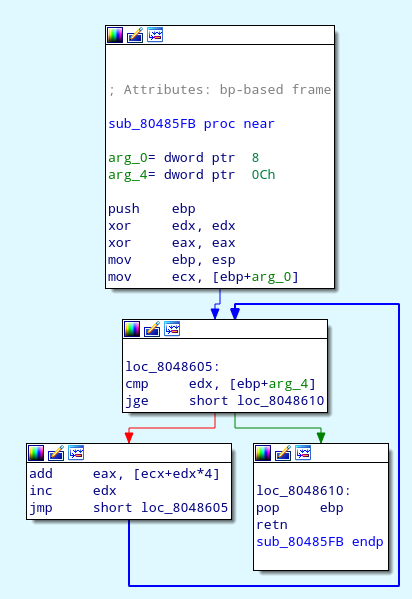 ; Attributes: bp-based frame
sub_80485FB proc near
arg_0= dword ptr  8
arg_4= dword ptr  0Ch
push    ebp
xor     edx, edx
xor     eax, eax
mov     ebp, esp
mov     ecx, [ebp+arg_0]
loc_8048605:
cmp     edx, [ebp+arg_4]
jge     short loc_8048610
add     eax, [ecx+edx*4]
inc     edx
jmp     short loc_8048605
loc_8048610:
pop     ebp
retn
sub_80485FB endp